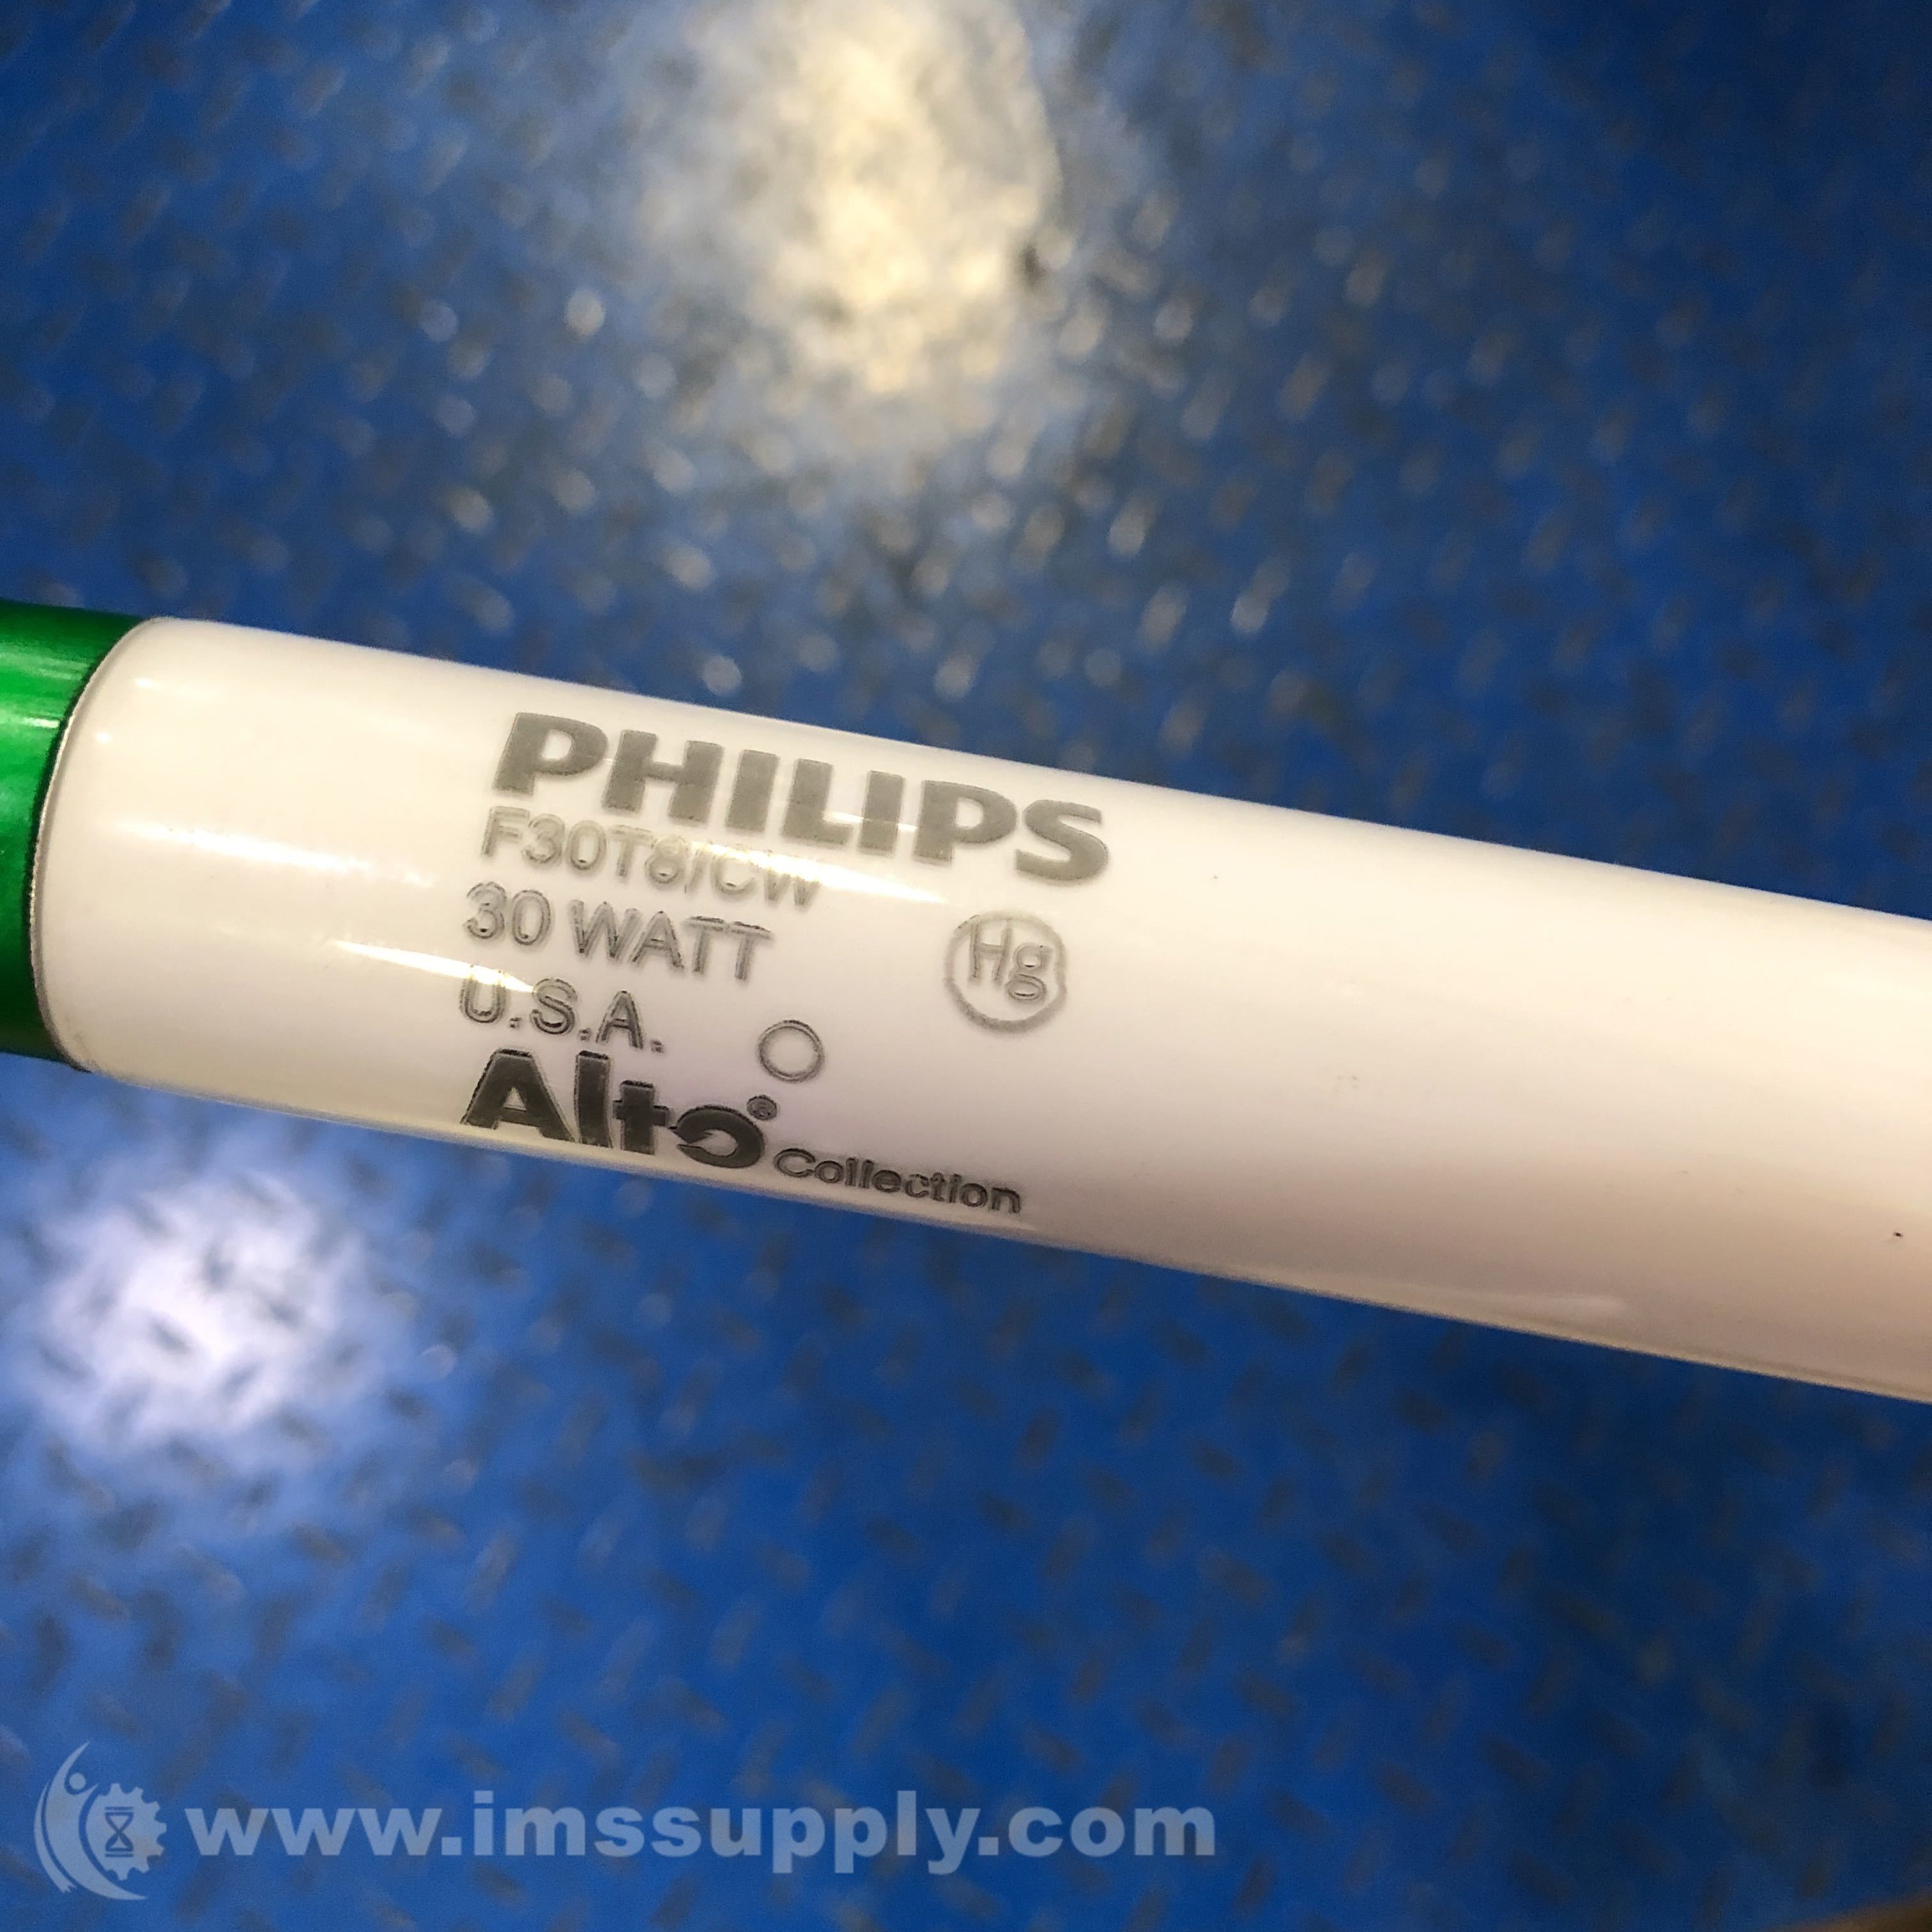 PHILIPS
F30T8/CW
30 WATT
Hg
U.S.A.
Alto® Collection
www.imssupply.com